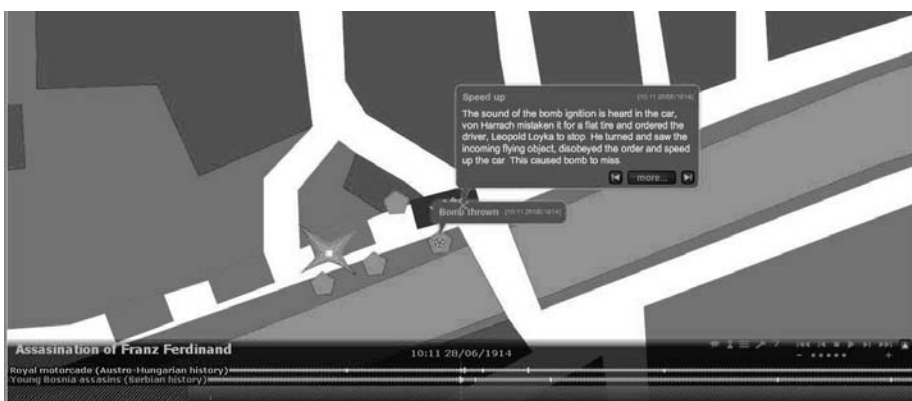 Speed up [10:11 28/06/1914]
The sound of the bomb ignition is heard in the car,
von Harrach mistaken it for a flat tire and ordered the
driver, Leopold Loyka to stop. He turned and saw the
incoming flying object, disobeyed the order and speed
up the car. This caused bomb to miss.
more...
Bomb thrown [10:11 28/06/1914]
Assasination of Franz Ferdinand
10:11 28/06/1914
Royal motorcade (Austro-Hungarian history)
Young Bosnia assasins (Serbian history)